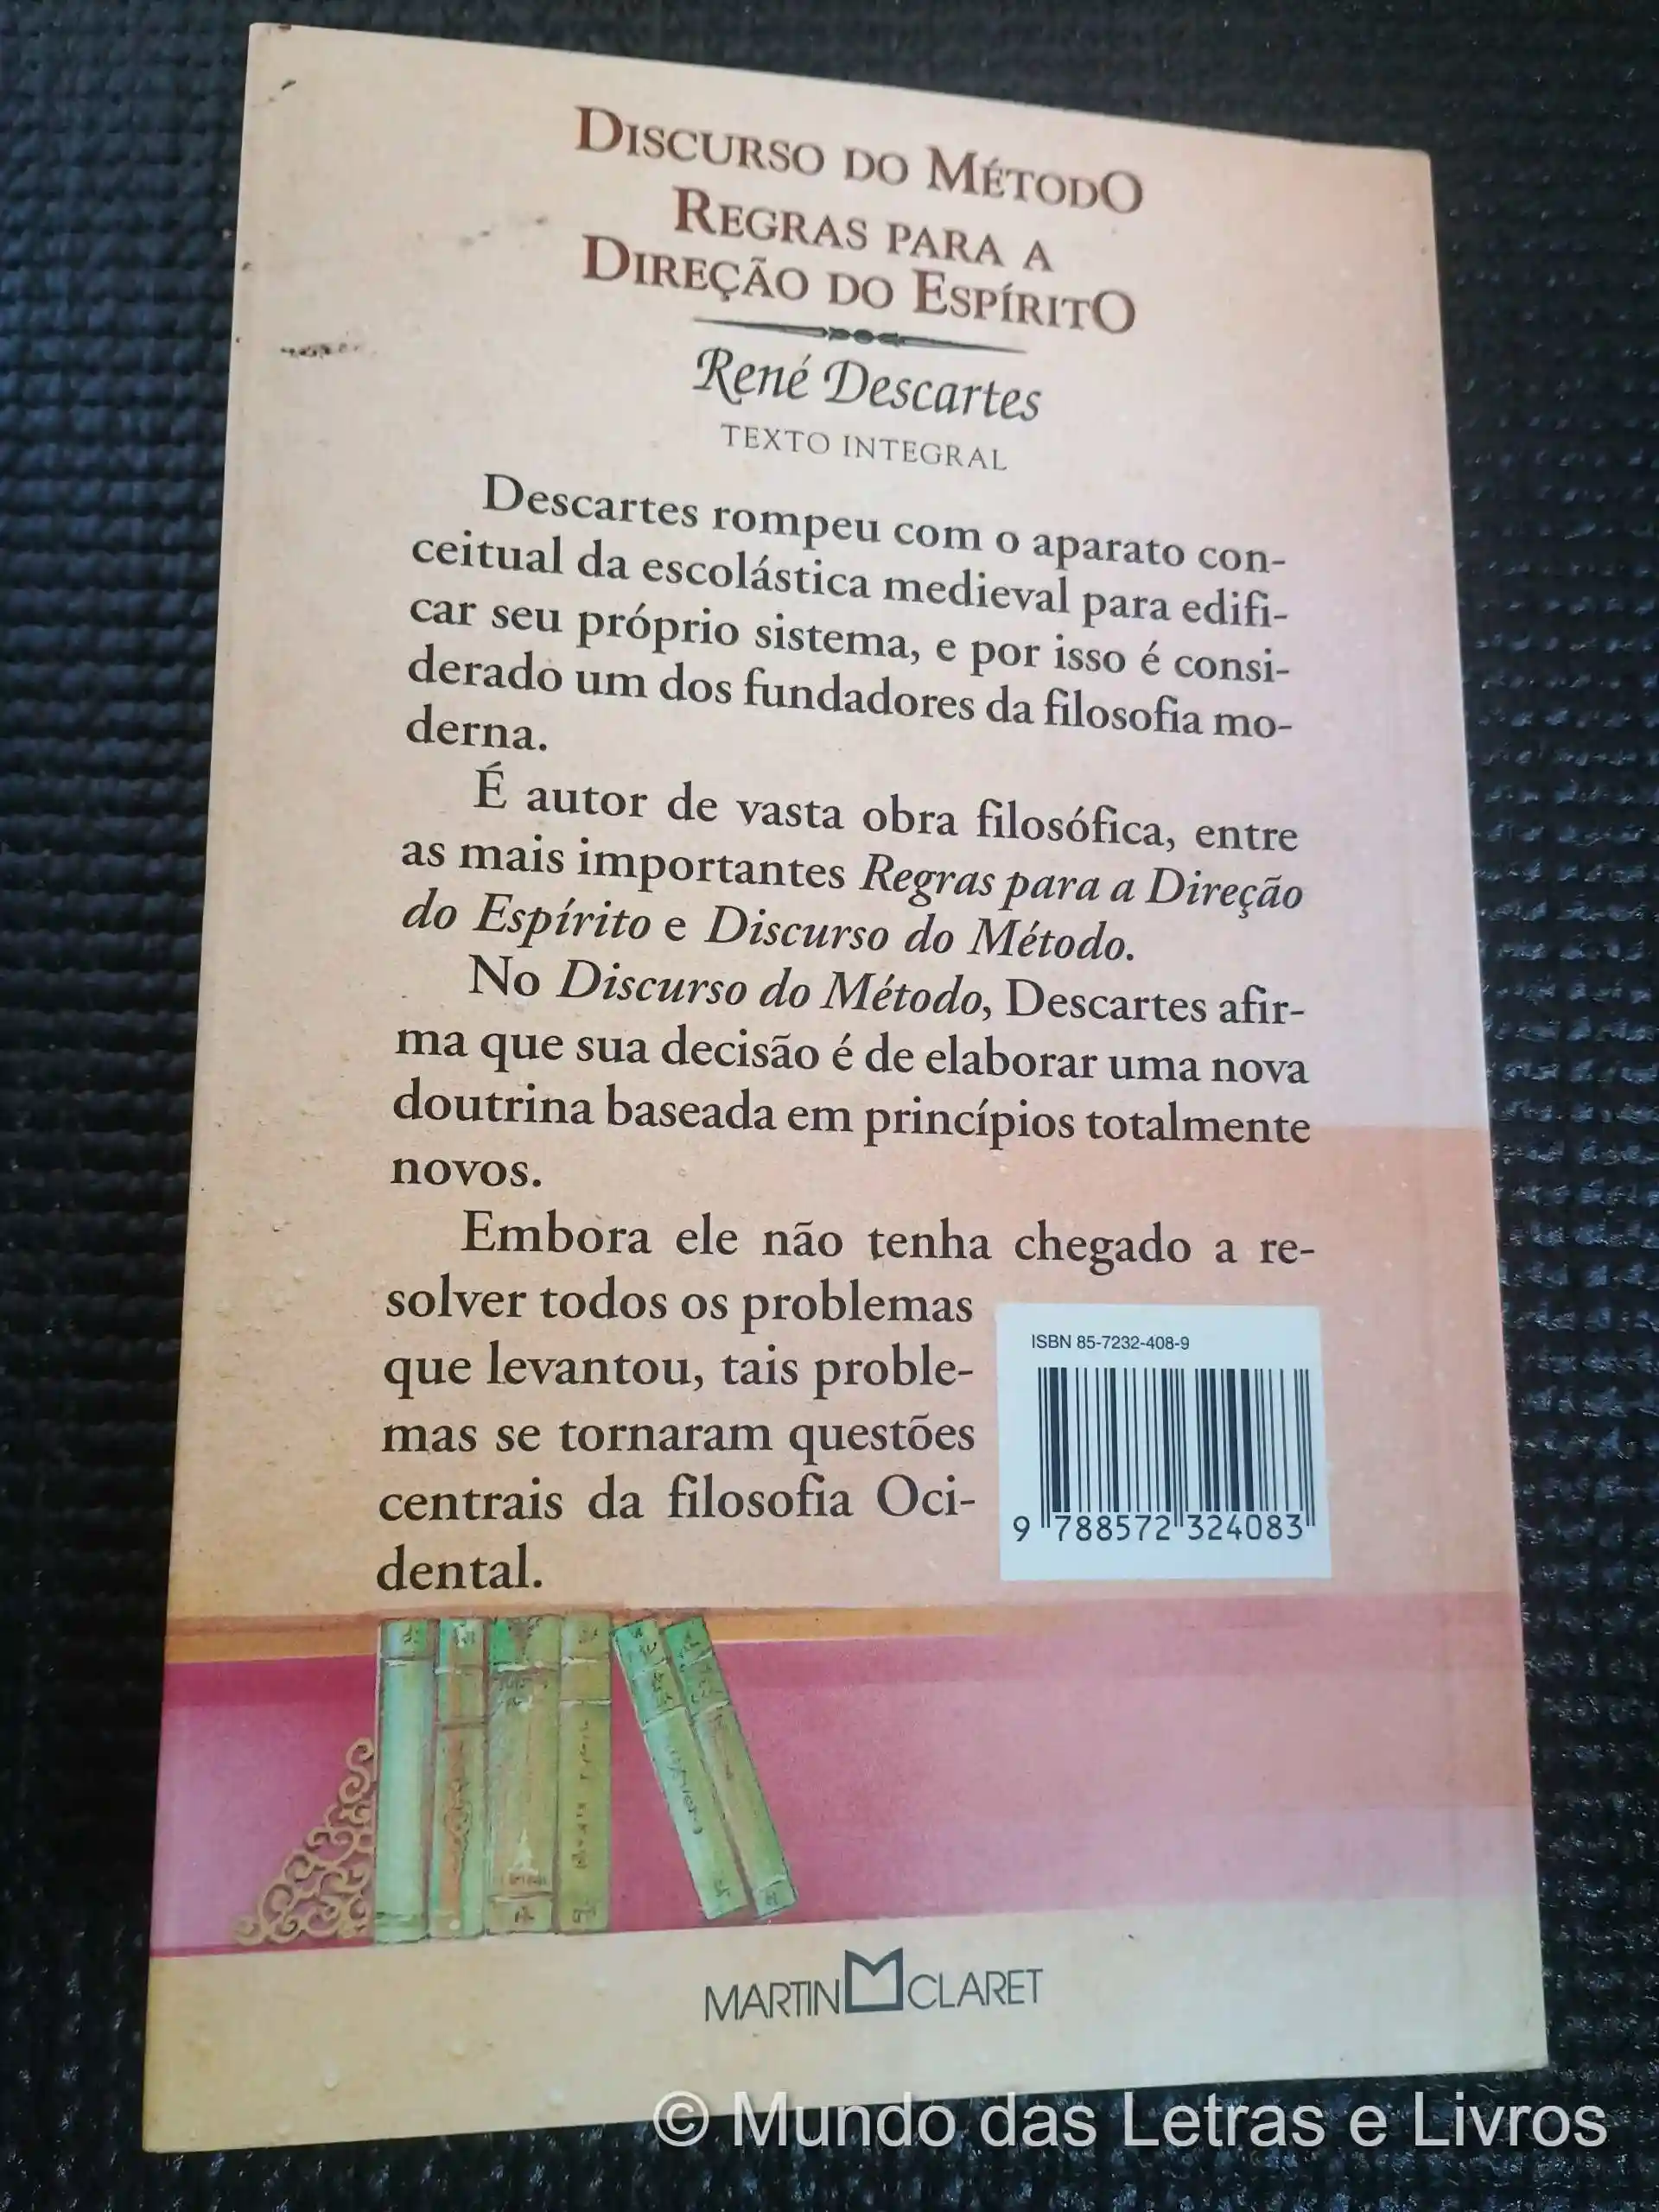 DISCURSO DO MÉTODO
REGRAS PARA A
DIREÇÃO DO ESPÍRITO
René Descartes
TEXTO INTEGRAL
Descartes rompeu com o aparato con-
ceitual da escolástica medieval para edifi-
car seu próprio sistema, e por isso é consi-
derado um dos fundadores da filosofia mo-
derna.
É autor de vasta obra filosófica, entre
as mais importantes Regras para a Direção
do Espírito e Discurso do Método.
No Discurso do Método, Descartes afir-
ma que sua decisão é de elaborar uma nova
doutrina baseada em princípios totalmente
novos.
Embora ele não tenha chegado a re-
solver todos os problemas
que levantou, tais proble-
mas se tornaram questões
centrais da filosofia Oci-
dental.
ISBN 85-7232-408-9
9 788572 324083
MARTIN CLARET
© Mundo das Letras e Livros